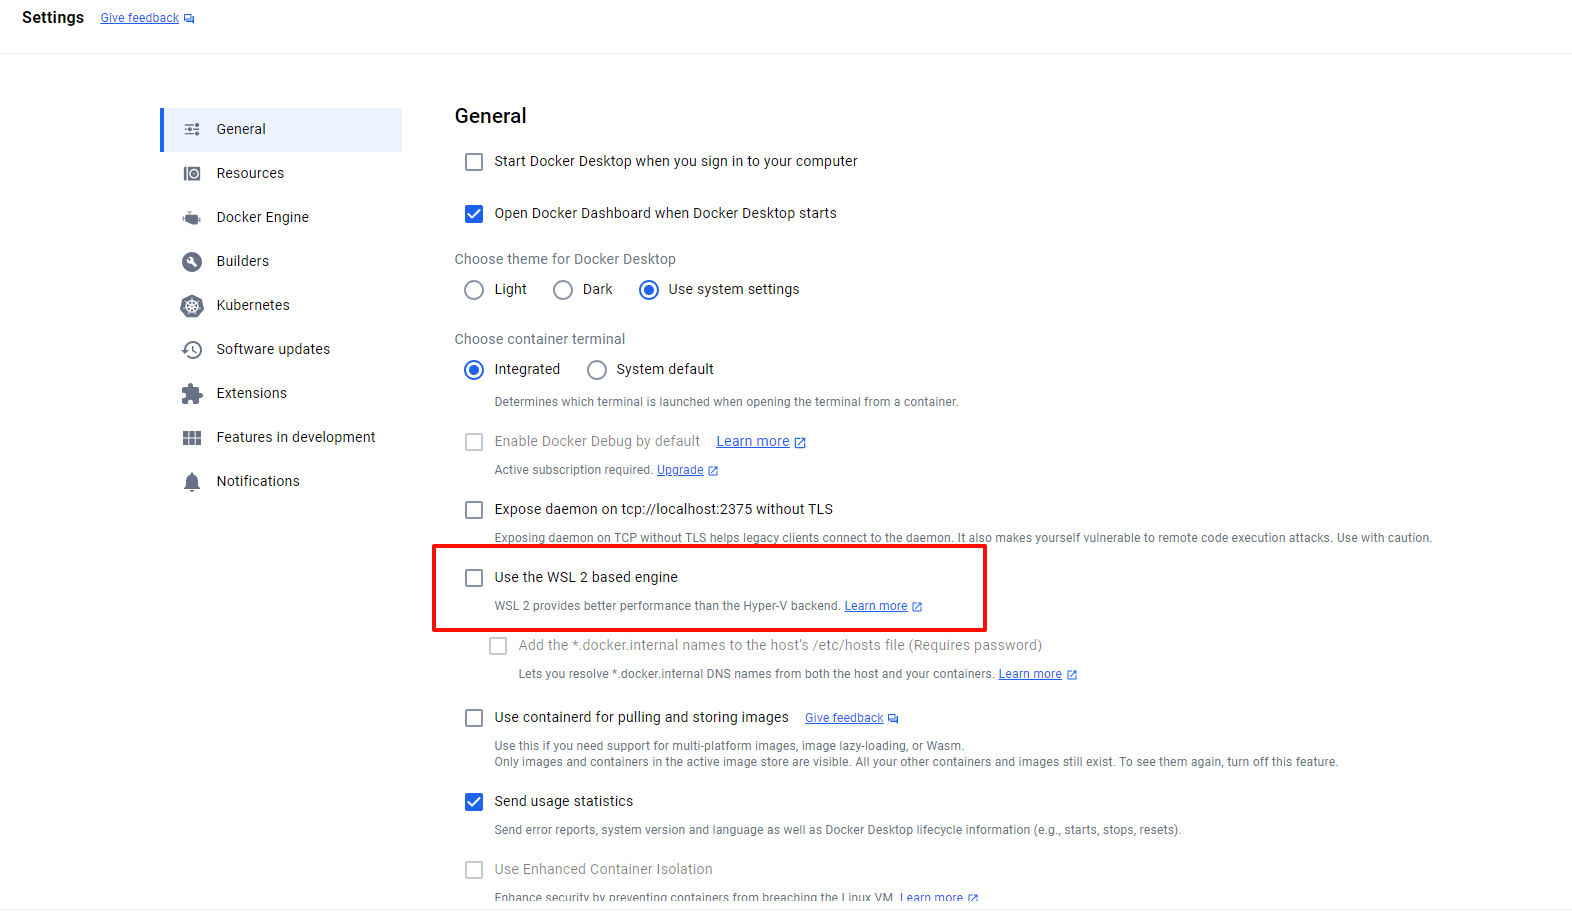 Settings Give feedback
General
Resources
Docker Engine
Builders
Kubernetes
Software updates
Extensions
Features in development
Notifications
General
Start Docker Desktop when you sign in to your computer
Open Docker Dashboard when Docker Desktop starts
Choose theme for Docker Desktop
Light Dark Use system settings
Choose container terminal
Integrated System default
Determines which terminal is launched when opening the terminal from a container.
Enable Docker Debug by default Learn more
Active subscription required. Upgrade
Expose daemon on tcp://localhost:2375 without TLS
Exposing daemon on TCP without TLS helps legacy clients connect to the daemon. It also makes yourself vulnerable to remote code execution attacks. Use with caution.
Use the WSL 2 based engine
WSL 2 provides better performance than the Hyper-V backend. Learn more
Add the *.docker.internal names to the host's /etc/hosts file (Requires password)
Lets you resolve *.docker.internal DNS names from both the host and your containers. Learn more
Use containerd for pulling and storing images Give feedback
Use this if you need support for multi-platform images, image lazy-loading, or Wasm.
Only images and containers in the active image store are visible. All your other containers and images still exist. To see them again, turn off this feature.
Send usage statistics
Send error reports, system version and language as well as Docker Desktop lifecycle information (e.g., starts, stops, resets).
Use Enhanced Container Isolation
Enhance security by preventing containers from breaching the Linux VM. Learn more